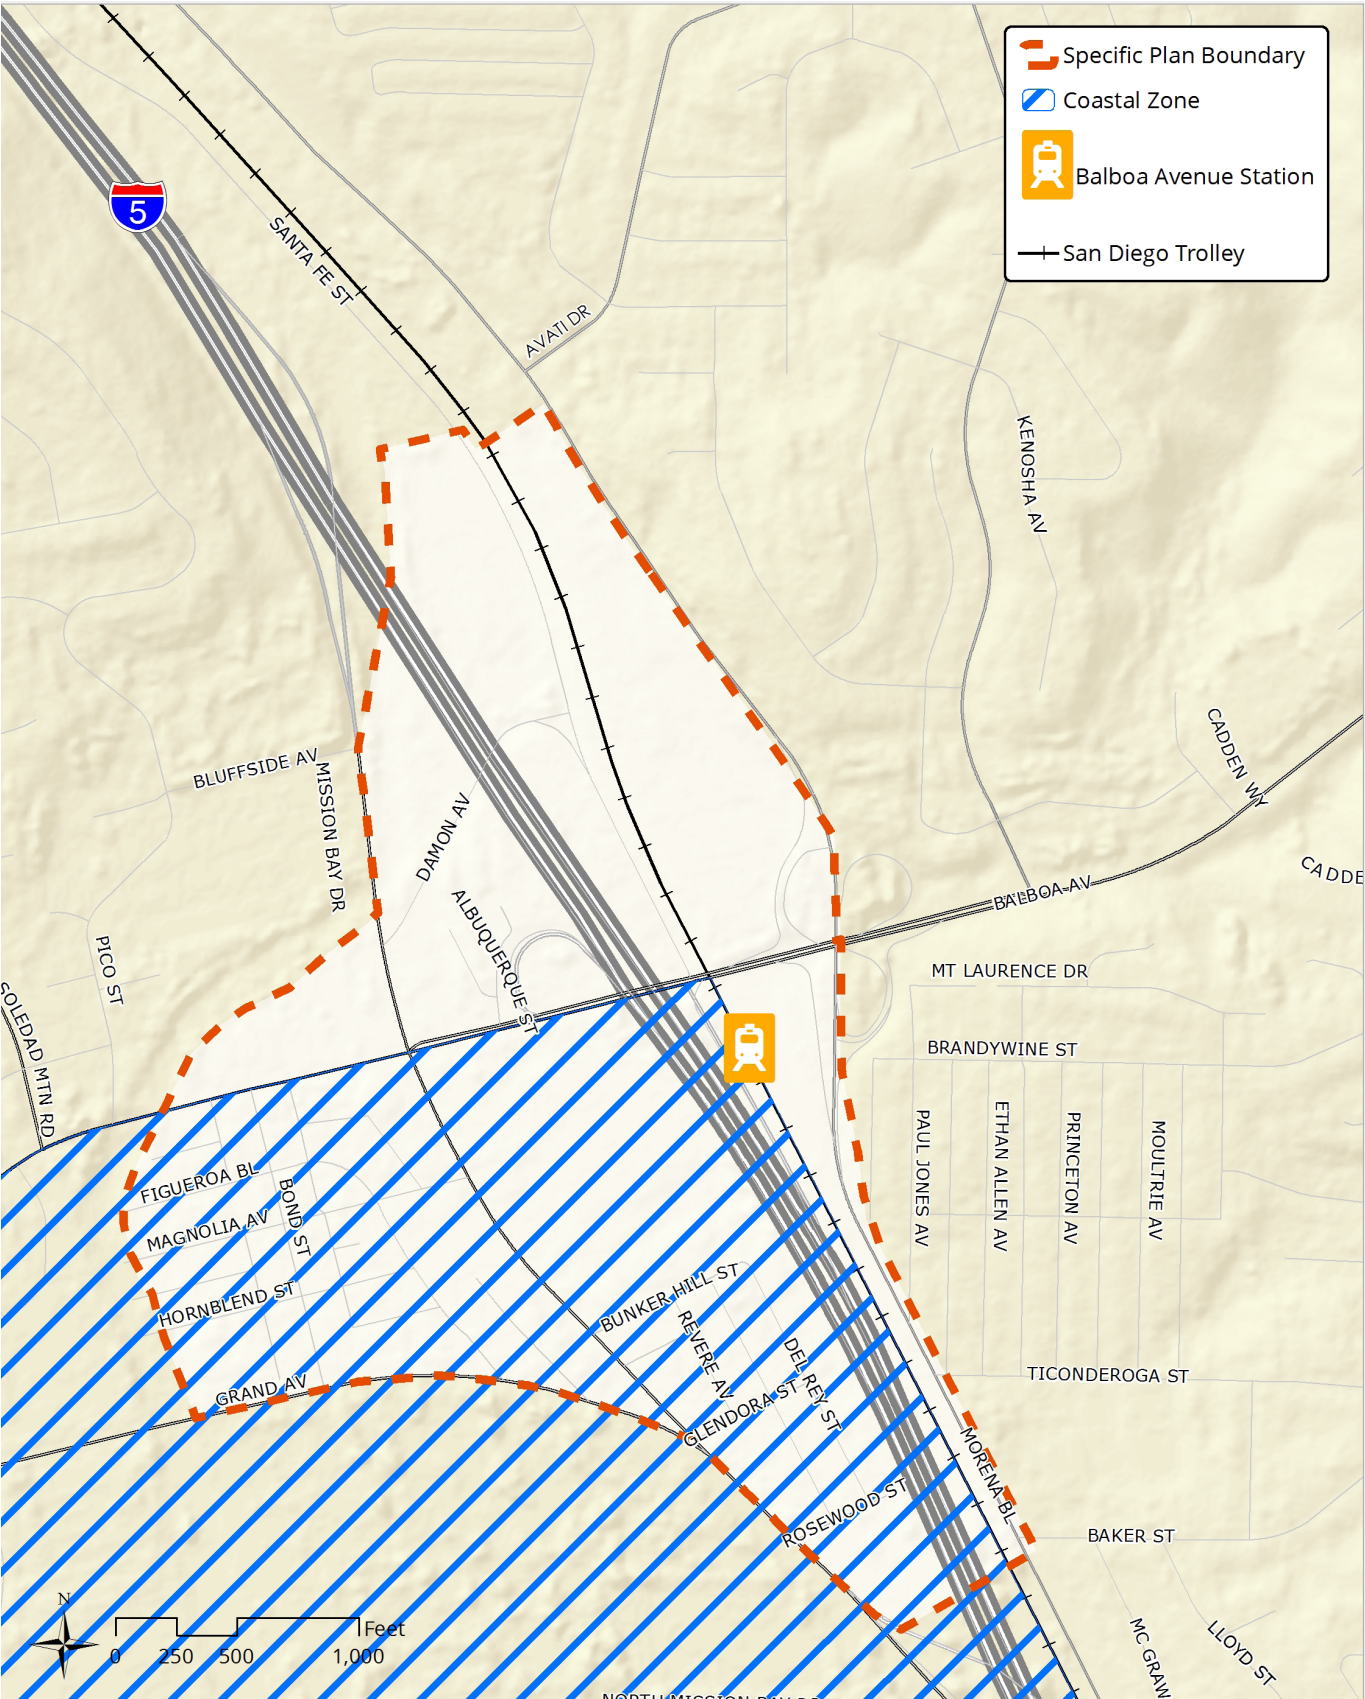 Specific Plan Boundary
Coastal Zone
Balboa Avenue Station
San Diego Trolley
5
SANTA FE ST
AVATI DR
KENOSHA AV
CADDEN WY
BLUFFSIDE AV
MISSION BAY DR
DAMON AV
CADDE
BALBOA AV
ALBUQUERQUE ST
PICO ST
MT LAURENCE DR
SOLEDAD MTN RD
BRANDYWINE ST
PAUL JONES AV
ETHAN ALLEN AV
PRINCETON AV
MOULTRIE AV
FIGUEROA BL
BOND ST
MAGNOLIA AV
HORNBLEND ST
BUNKER HILL ST
REVERE AV
DEL REY ST
GRAND AV
GLENDORA ST
TICONDEROGA ST
MORENA BL
ROSEWOOD ST
BAKER ST
N
Feet
0 250 500 1,000
MC GRAW
LLOYD ST
NORTH MISSION BAY DR